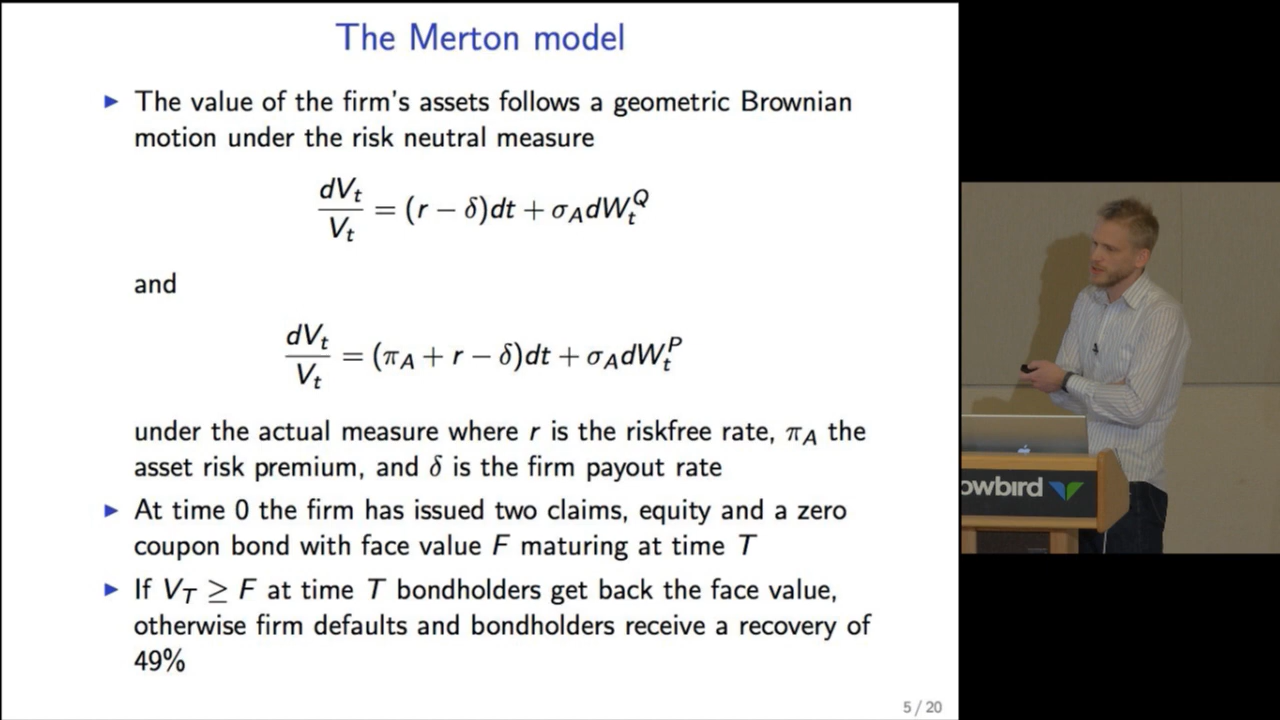 The Merton model
► The value of the firm's assets follows a geometric Brownian
motion under the risk neutral measure
dV_t / V_t = (r − δ)dt + σ_A dW_t^Q
and
dV_t / V_t = (π_A + r − δ)dt + σ_A dW_t^P
under the actual measure where r is the riskfree rate, π_A the
asset risk premium, and δ is the firm payout rate
► At time 0 the firm has issued two claims, equity and a zero
coupon bond with face value F maturing at time T
► If V_T ≥ F at time T bondholders get back the face value,
otherwise firm defaults and bondholders receive a recovery of
49%
5 / 20
owbird